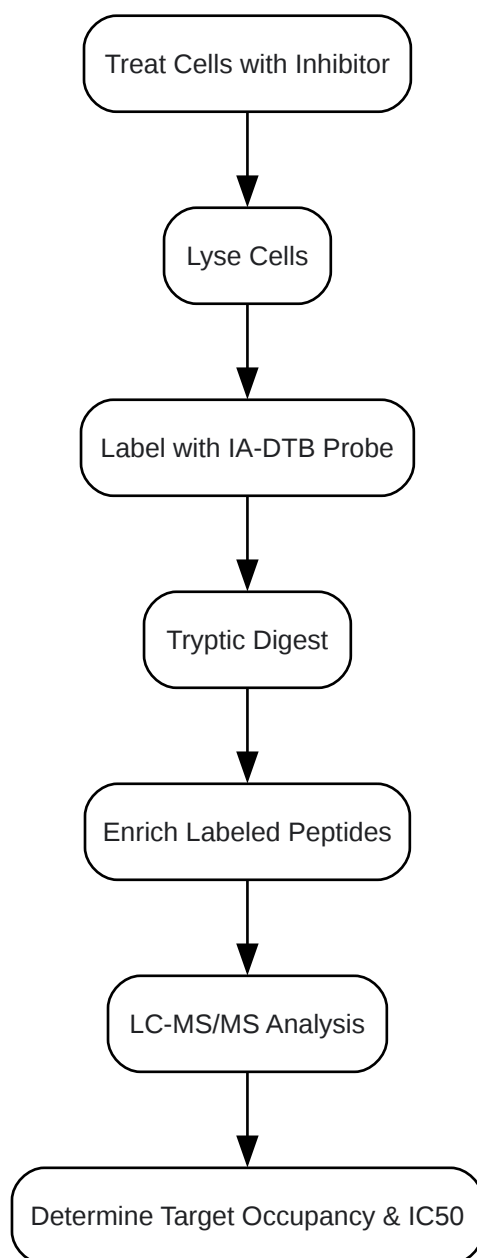 Treat Cells with Inhibitor
Lyse Cells
Label with IA-DTB Probe
Tryptic Digest
Enrich Labeled Peptides
LC-MS/MS Analysis
Determine Target Occupancy & IC50